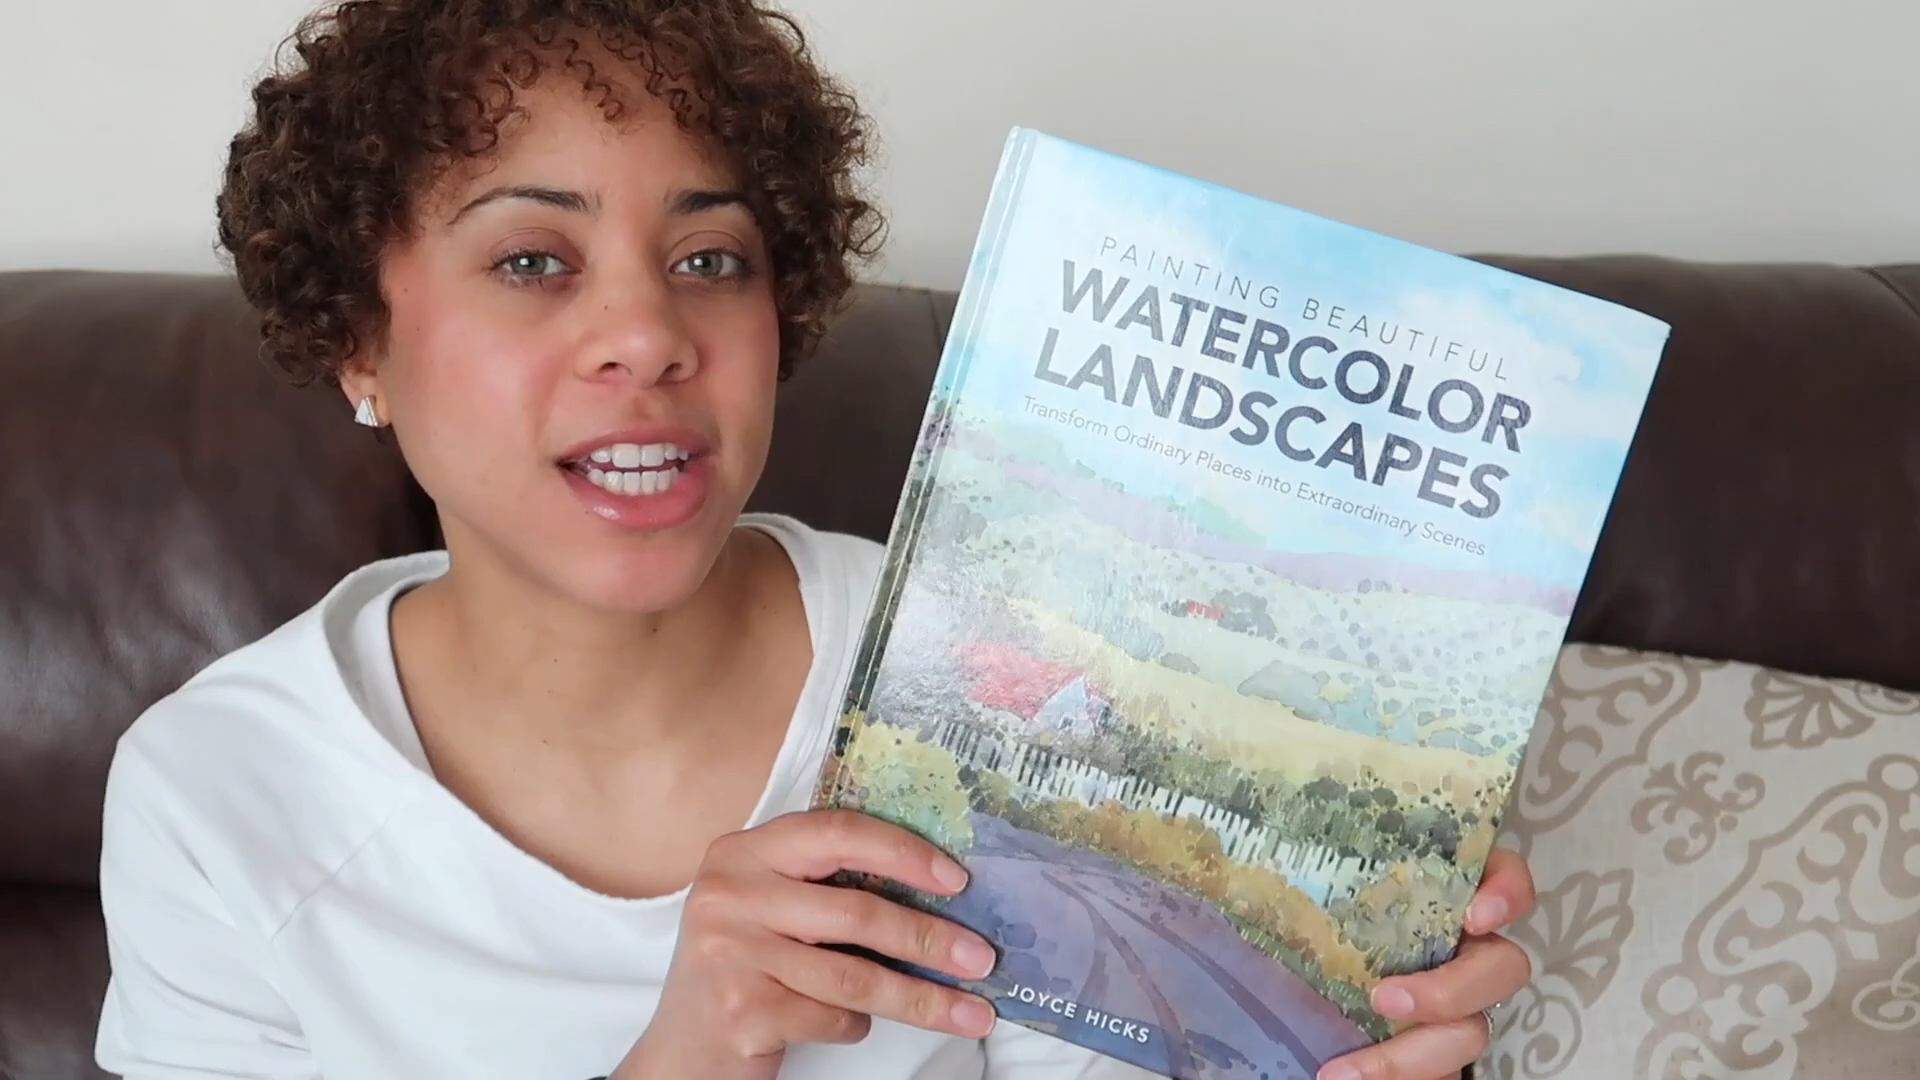 PAINTING BEAUTIFUL
WATERCOLOR
LANDSCAPES
Transform Ordinary Places into Extraordinary Scenes
JOYCE HICKS